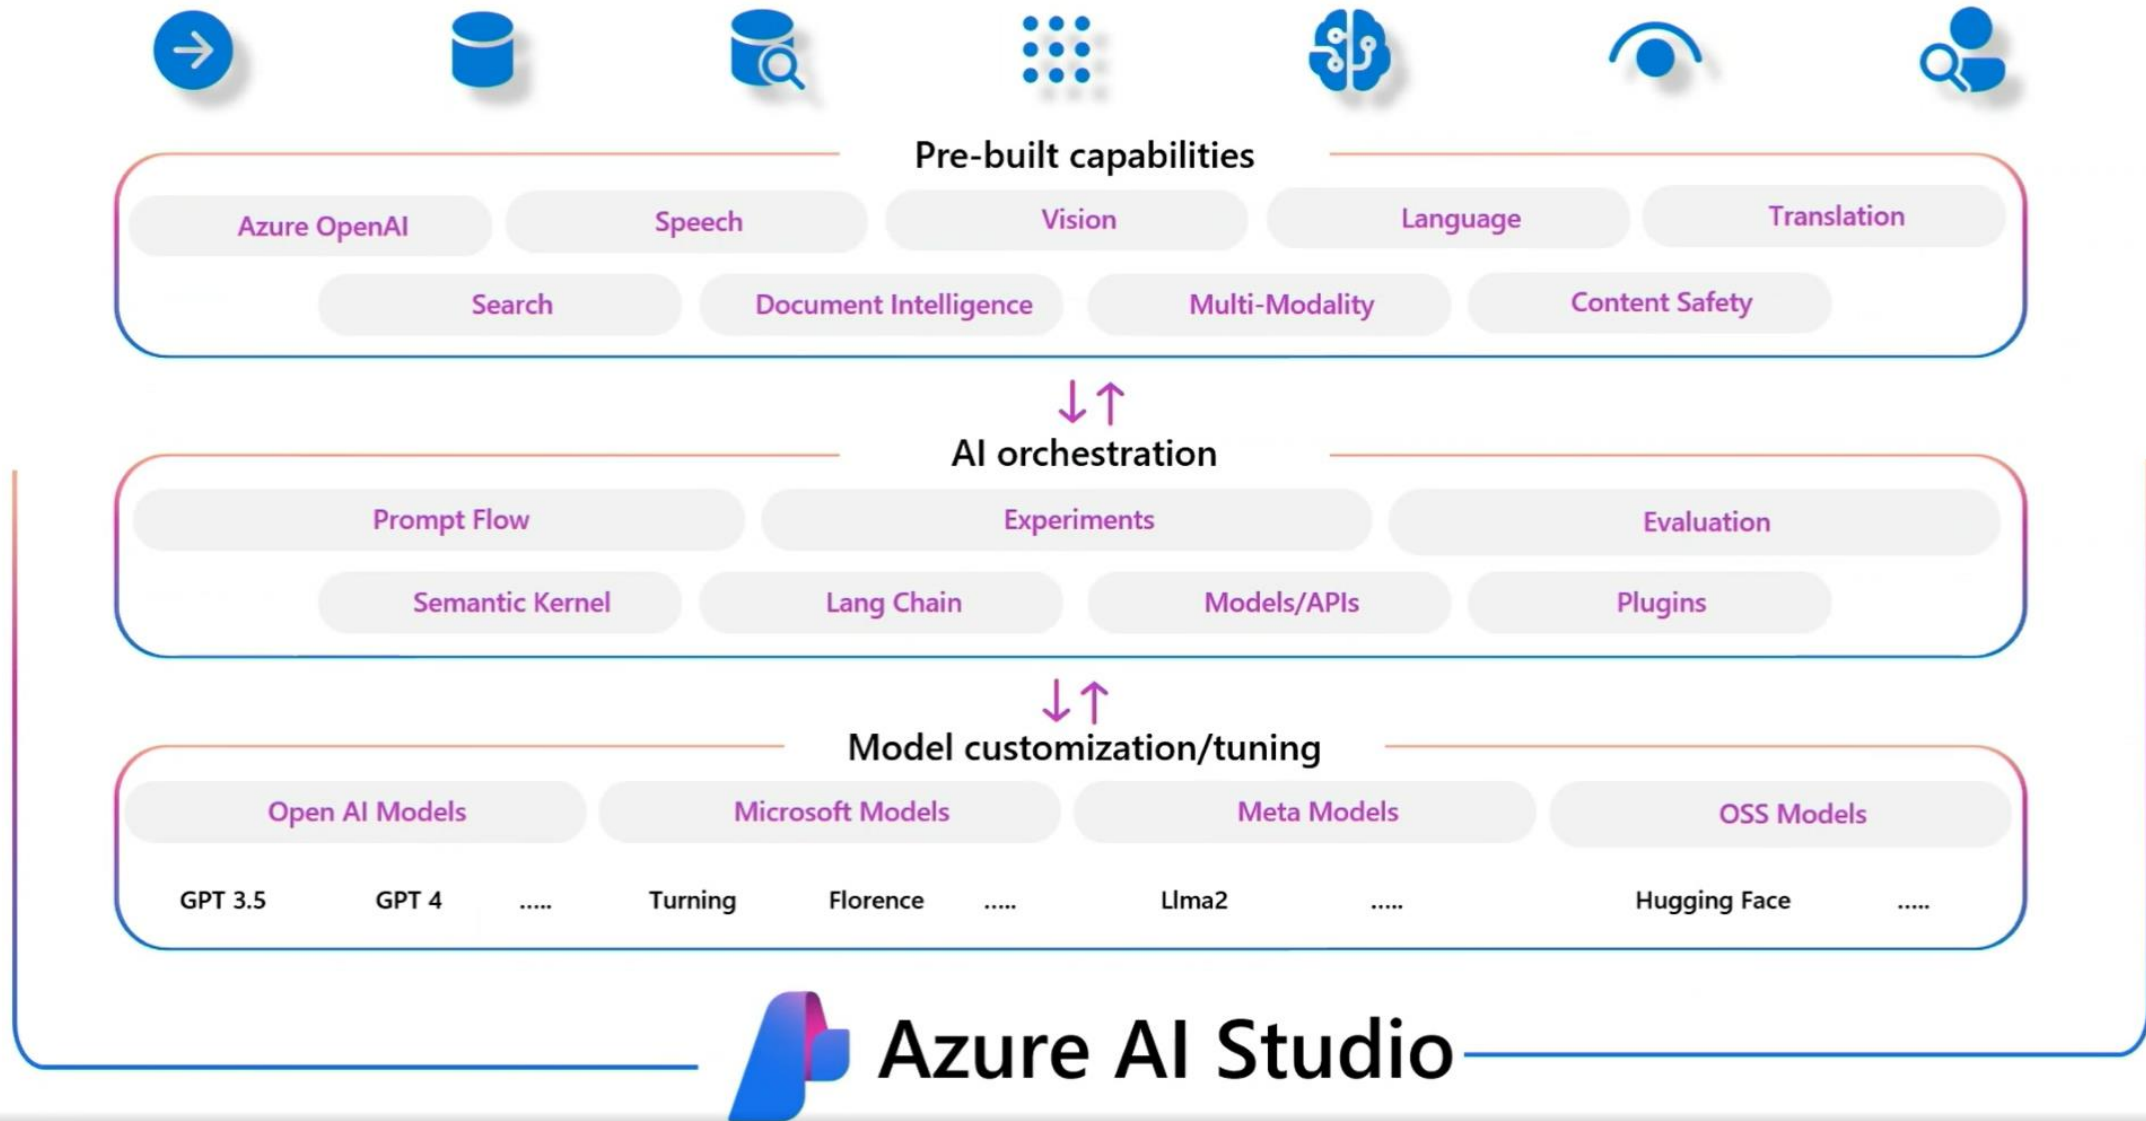 Pre-built capabilities
Azure OpenAI Speech Vision Language Translation
Search Document Intelligence Multi-Modality Content Safety
AI orchestration
Prompt Flow Experiments Evaluation
Semantic Kernel Lang Chain Models/APIs Plugins
Model customization/tuning
Open AI Models Microsoft Models Meta Models OSS Models
GPT 3.5 GPT 4 ..... Turning Florence ..... Llma2 ..... Hugging Face .....
Azure AI Studio